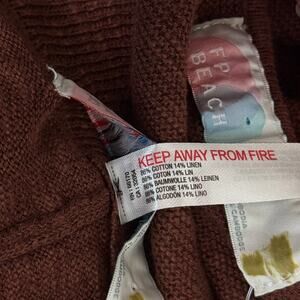 FP
BEACH
KEEP AWAY FROM FIRE
86% COTTON 14% LINEN
86% COTON 14% LIN
86% BAUMWOLLE 14% LEINEN
86% COTONE 14% LINO
86% ALGODÓN 14% LINO